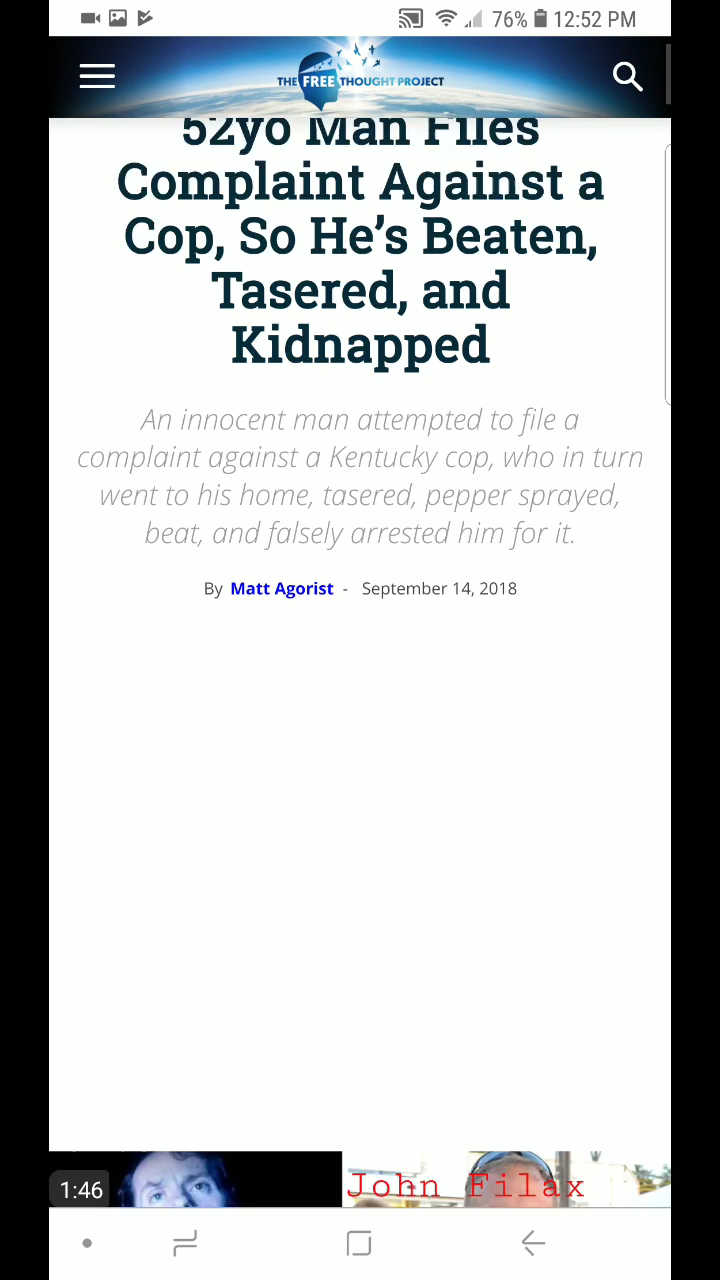 76% 12:52 PM
THE FREE THOUGHT PROJECT
52yo Man Files
Complaint Against a
Cop, So He’s Beaten,
Tasered, and
Kidnapped
An innocent man attempted to file a
complaint against a Kentucky cop, who in turn
went to his home, tasered, pepper sprayed,
beat, and falsely arrested him for it.
By Matt Agorist - September 14, 2018
1:46
John Filax